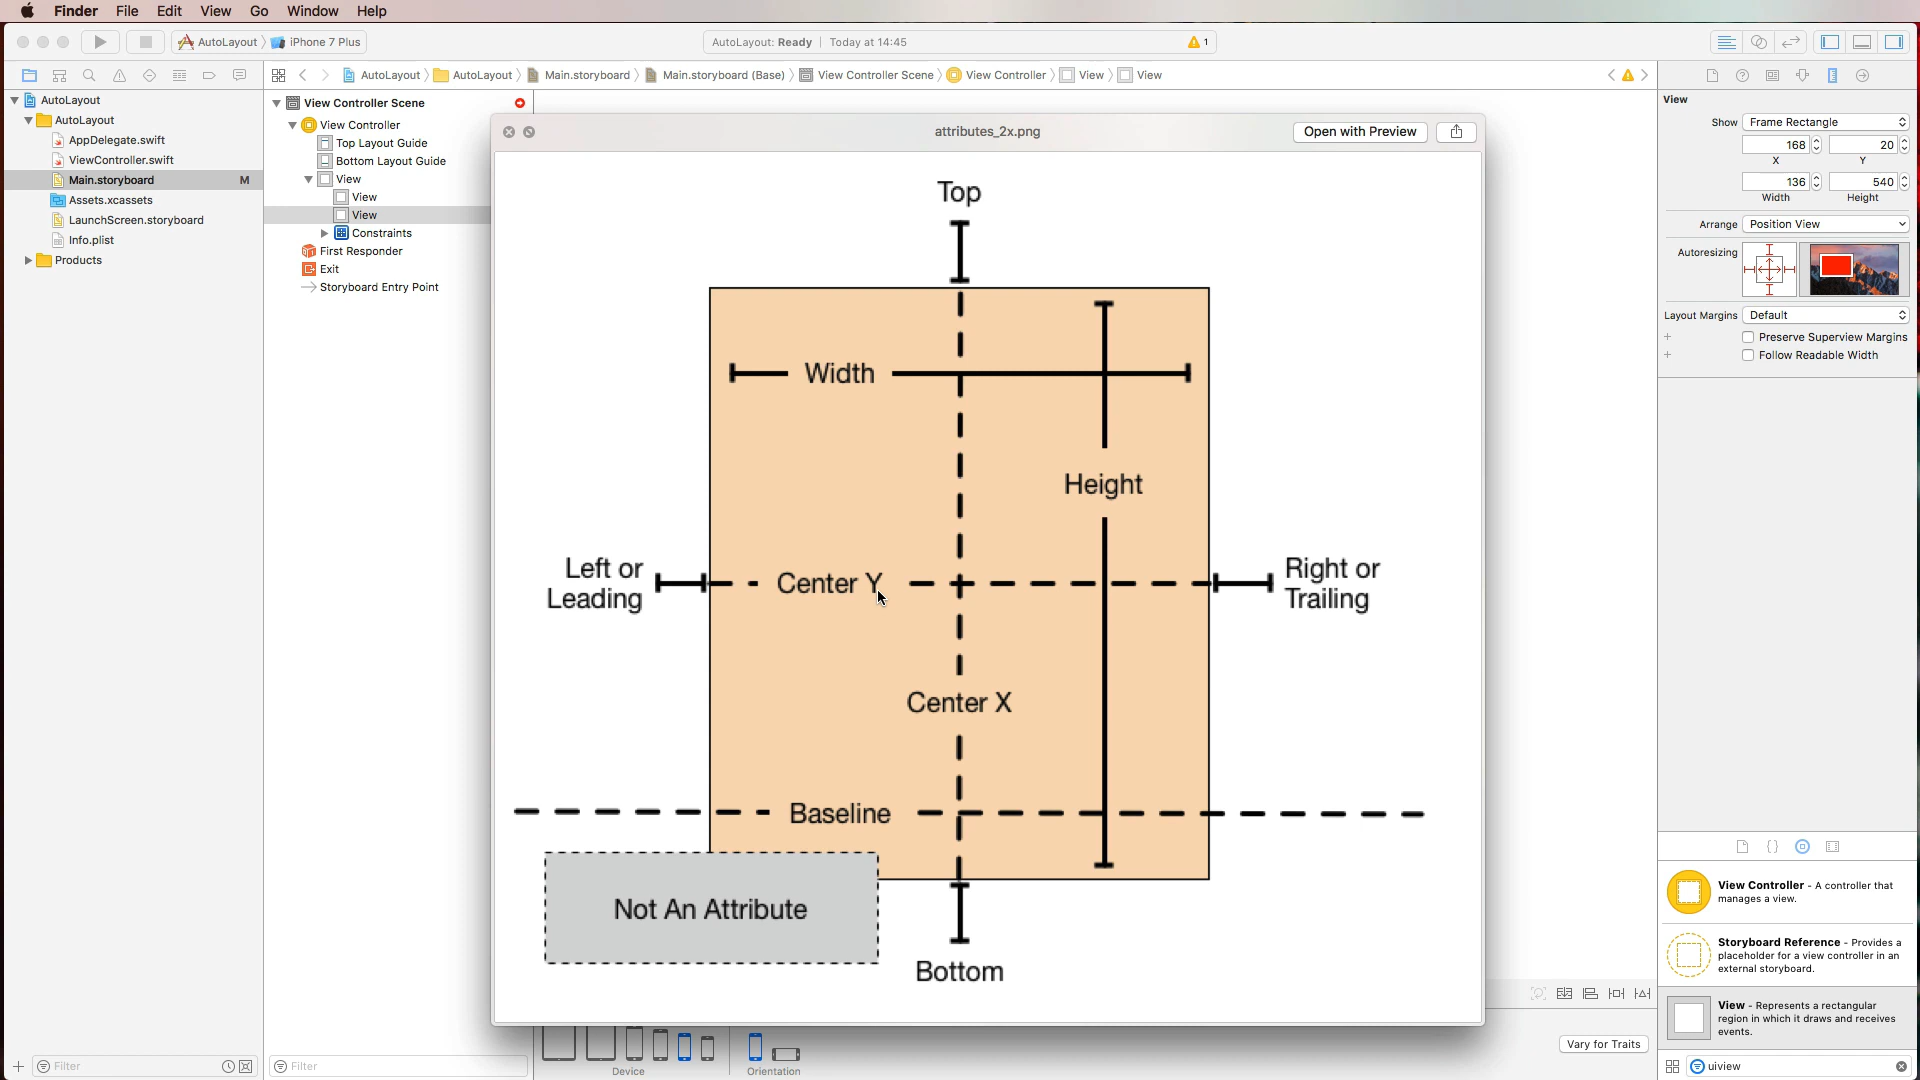 Finder File Edit View Go Window Help
AutoLayout iPhone 7 Plus
AutoLayout: Ready Today at 14:45
1
AutoLayout AutoLayout Main.storyboard Main.storyboard (Base) View Controller Scene View Controller View View
AutoLayout
AutoLayout
AppDelegate.swift
ViewController.swift
Main.storyboard M
Assets.xcassets
LaunchScreen.storyboard
Info.plist
Products
Filter
View Controller Scene
View Controller
Top Layout Guide
Bottom Layout Guide
View
View
View
Constraints
First Responder
Exit
Storyboard Entry Point
Filter
attributes_2x.png
Open with Preview
Top
Width
Height
Left or
Leading
Center Y
Right or
Trailing
Center X
Baseline
Not An Attribute
Bottom
Device
Orientation
Vary for Traits
View
Show Frame Rectangle
168 20
X Y
136 540
Width Height
Arrange Position View
Autoresizing
Layout Margins Default
Preserve Superview Margins
Follow Readable Width
View Controller - A controller that
manages a view.
Storyboard Reference - Provides a
placeholder for a view controller in an
external storyboard.
View - Represents a rectangular
region in which it draws and receives
events.
uiview